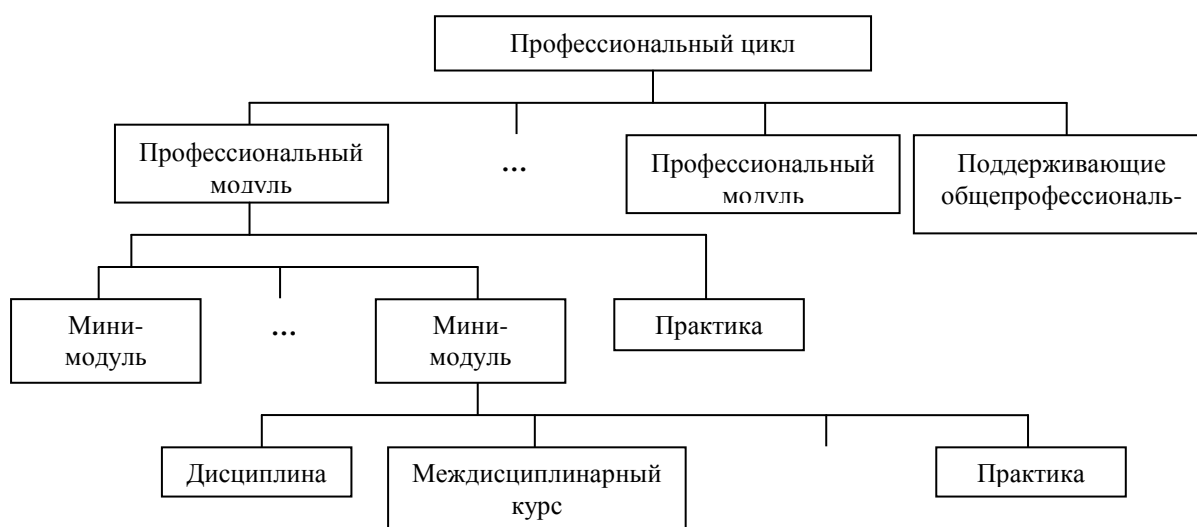 Профессиональный цикл
Профессиональный
модуль
...
Профессиональный
модуль
Поддерживающие
общепрофессиональ-
Мини-
модуль
...
Мини-
модуль
Практика
Дисциплина
Междисциплинарный
курс
Практика